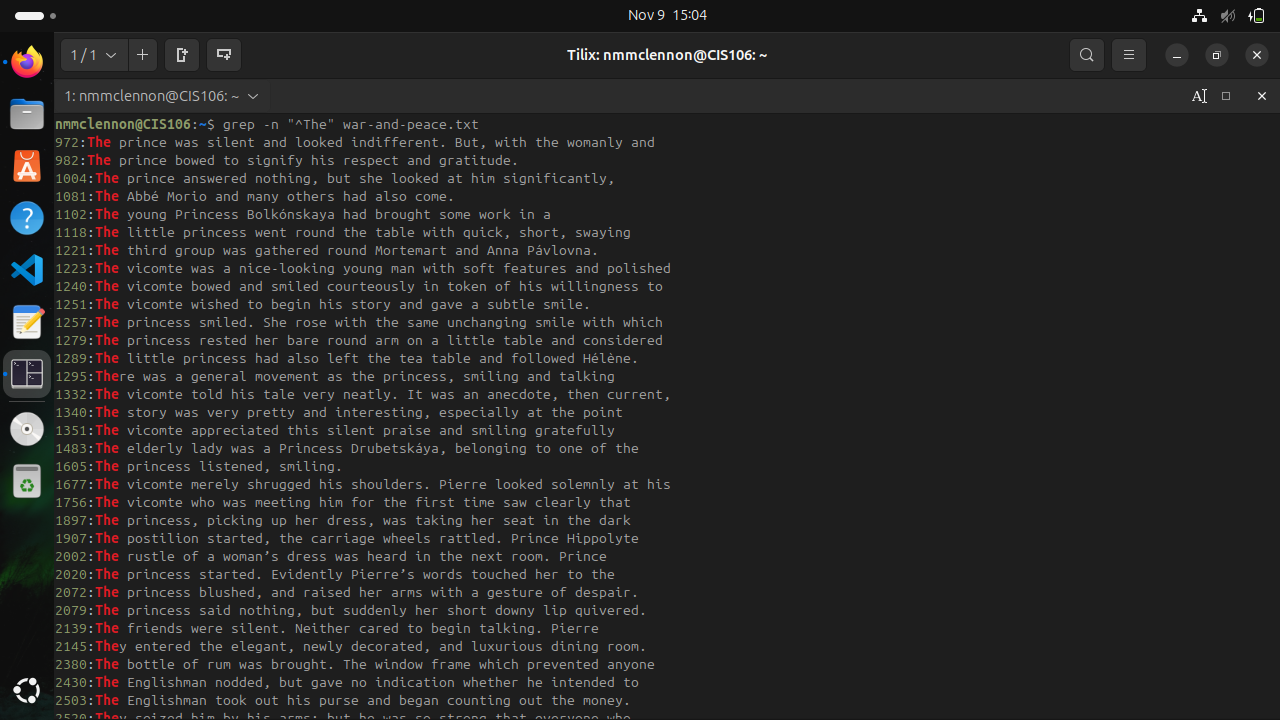 Nov 9 15:04
1 / 1
Tilix: nmmclennon@CIS106: ~
1: nmmclennon@CIS106: ~
nmmclennon@CIS106:~$ grep -n "^The" war-and-peace.txt
972:The prince was silent and looked indifferent. But, with the womanly and
982:The prince bowed to signify his respect and gratitude.
1004:The prince answered nothing, but she looked at him significantly,
1081:The Abbé Morio and many others had also come.
1102:The young Princess Bolkónskaya had brought some work in a
1118:The little princess went round the table with quick, short, swaying
1221:The third group was gathered round Mortemart and Anna Pávlovna.
1223:The vicomte was a nice-looking young man with soft features and polished
1240:The vicomte bowed and smiled courteously in token of his willingness to
1251:The vicomte wished to begin his story and gave a subtle smile.
1257:The princess smiled. She rose with the same unchanging smile with which
1279:The princess rested her bare round arm on a little table and considered
1289:The little princess had also left the tea table and followed Hélène.
1295:There was a general movement as the princess, smiling and talking
1332:The vicomte told his tale very neatly. It was an anecdote, then current,
1340:The story was very pretty and interesting, especially at the point
1351:The vicomte appreciated this silent praise and smiling gratefully
1483:The elderly lady was a Princess Drubetskáya, belonging to one of the
1605:The princess listened, smiling.
1677:The vicomte merely shrugged his shoulders. Pierre looked solemnly at his
1756:The vicomte who was meeting him for the first time saw clearly that
1897:The princess, picking up her dress, was taking her seat in the dark
1907:The postilion started, the carriage wheels rattled. Prince Hippolyte
2002:The rustle of a woman’s dress was heard in the next room. Prince
2020:The princess started. Evidently Pierre’s words touched her to the
2072:The princess blushed, and raised her arms with a gesture of despair.
2079:The princess said nothing, but suddenly her short downy lip quivered.
2139:The friends were silent. Neither cared to begin talking. Pierre
2145:They entered the elegant, newly decorated, and luxurious dining room.
2380:The bottle of rum was brought. The window frame which prevented anyone
2430:The Englishman nodded, but gave no indication whether he intended to
2503:The Englishman took out his purse and began counting out the money.
2520:They seized him by his arms; but he was so strong that everyone who